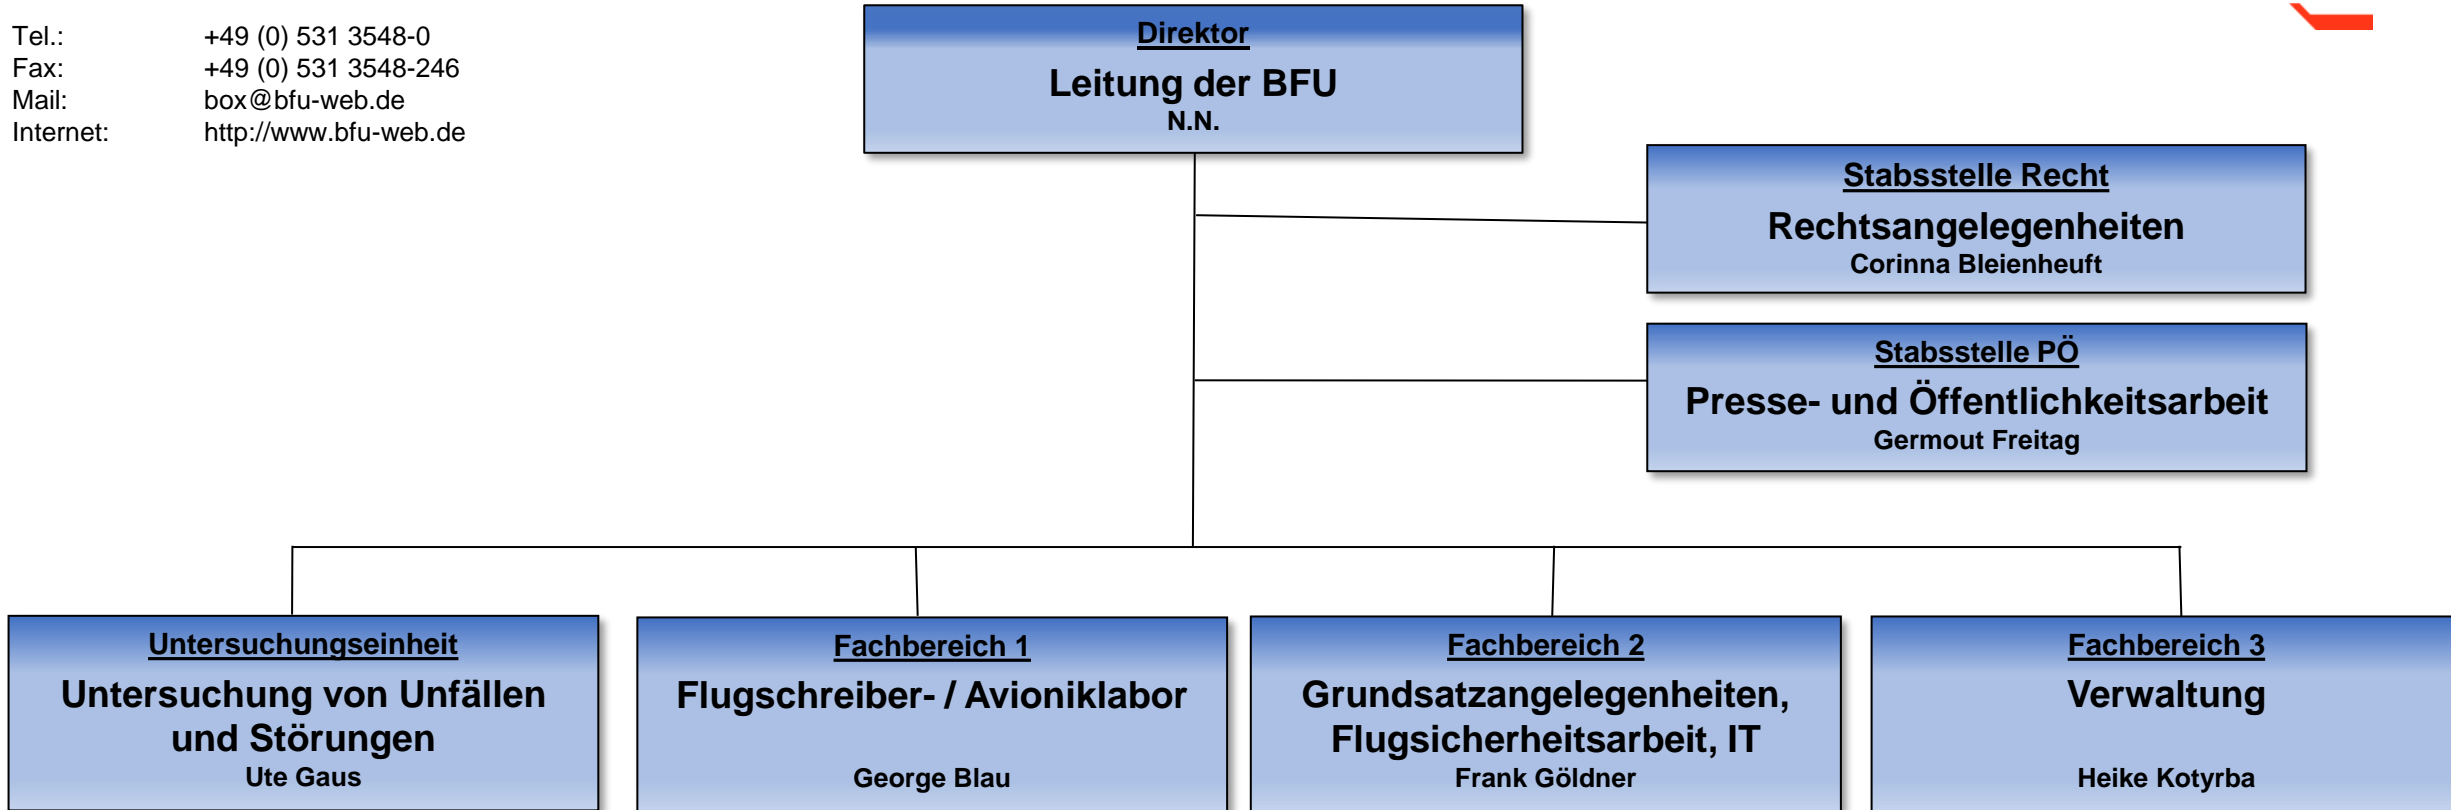 Tel.: +49 (0) 531 3548-0
Fax: +49 (0) 531 3548-246
Mail: box@bfu-web.de
Internet: http://www.bfu-web.de
Direktor
Leitung der BFU
N.N.
Stabsstelle Recht
Rechtsangelegenheiten
Corinna Bleienheuft
Stabsstelle PÖ
Presse- und Öffentlichkeitsarbeit
Germout Freitag
Untersuchungseinheit
Untersuchung von Unfällen
und Störungen
Ute Gaus
Fachbereich 1
Flugschreiber- / Avioniklabor
George Blau
Fachbereich 2
Grundsatzangelegenheiten,
Flugsicherheitsarbeit, IT
Frank Göldner
Fachbereich 3
Verwaltung
Heike Kotyrba